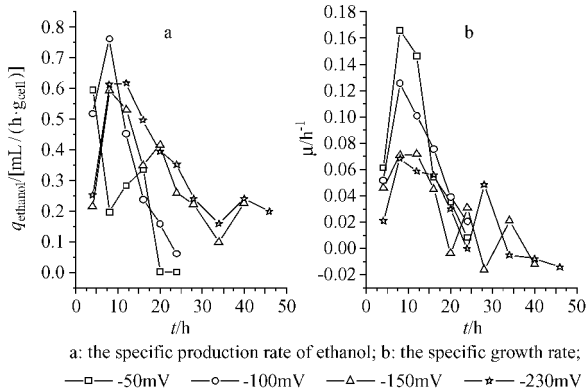 a
b
q_ethanol/[mL/(h·g_cell)]
0.8
0.7
0.6
0.5
0.4
0.3
0.2
0.1
0.0
0 10 20 30 40 50
t/h
μ/h⁻¹
0.18
0.16
0.14
0.12
0.10
0.08
0.06
0.04
0.02
0.00
-0.02
0 10 20 30 40 50
t/h
a: the specific production rate of ethanol; b: the specific growth rate;
-50mV -100mV -150mV -230mV